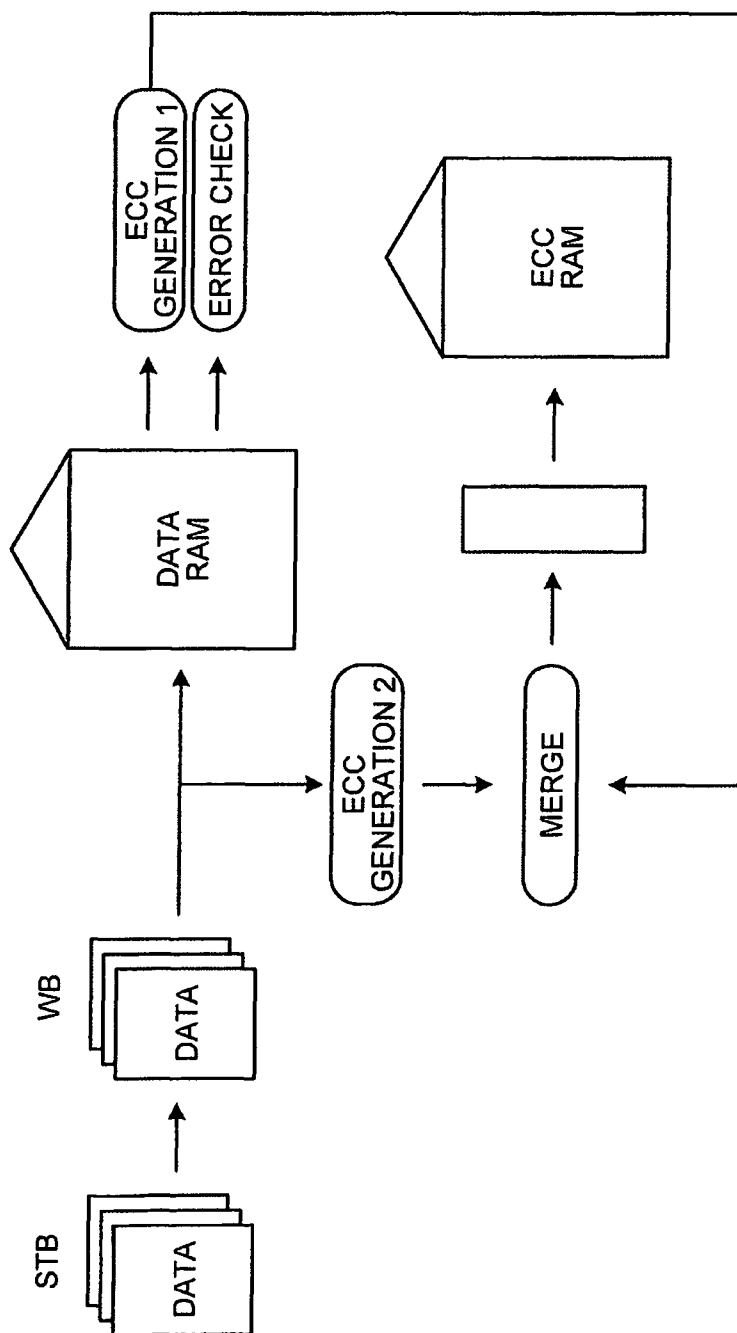 STB
DATA
WB
DATA
DATA
RAM
ECC
GENERATION 1
ERROR CHECK
ECC
GENERATION 2
MERGE
ECC
RAM